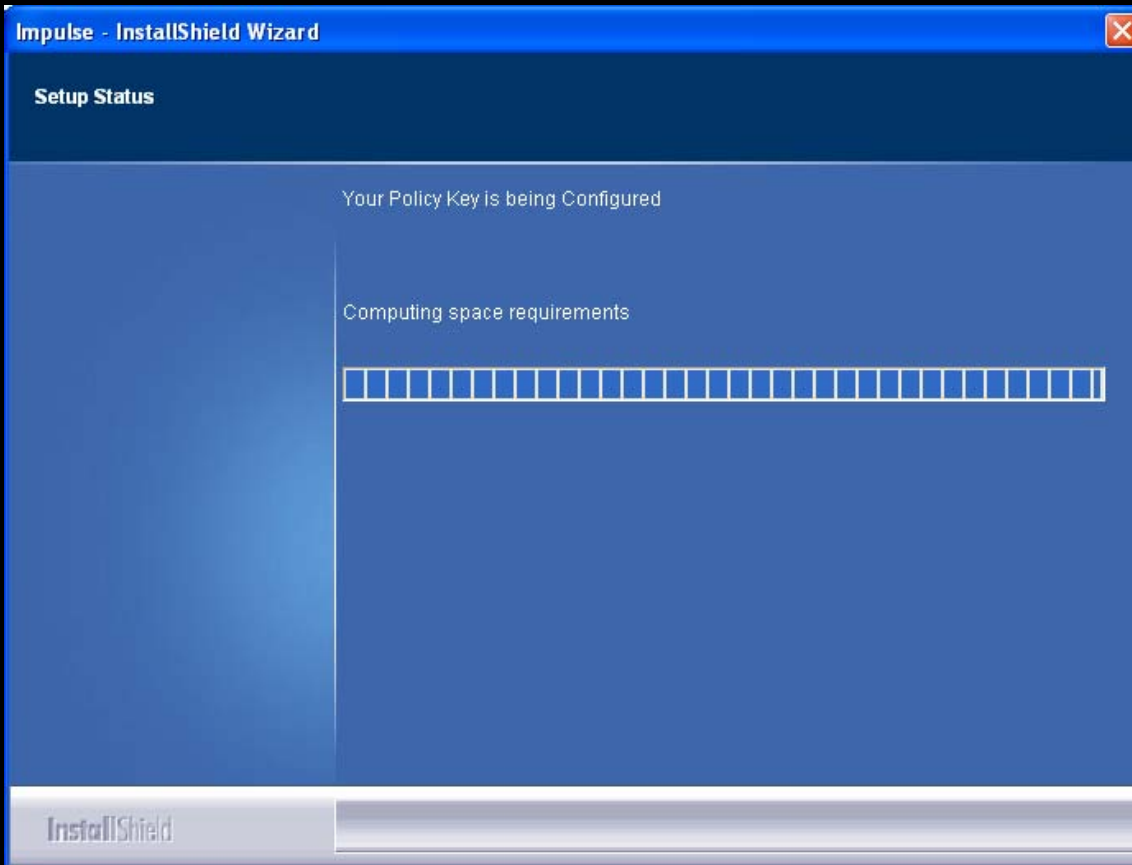 Impulse - InstallShield Wizard
Setup Status
Your Policy Key is being Configured
Computing space requirements
InstallShield